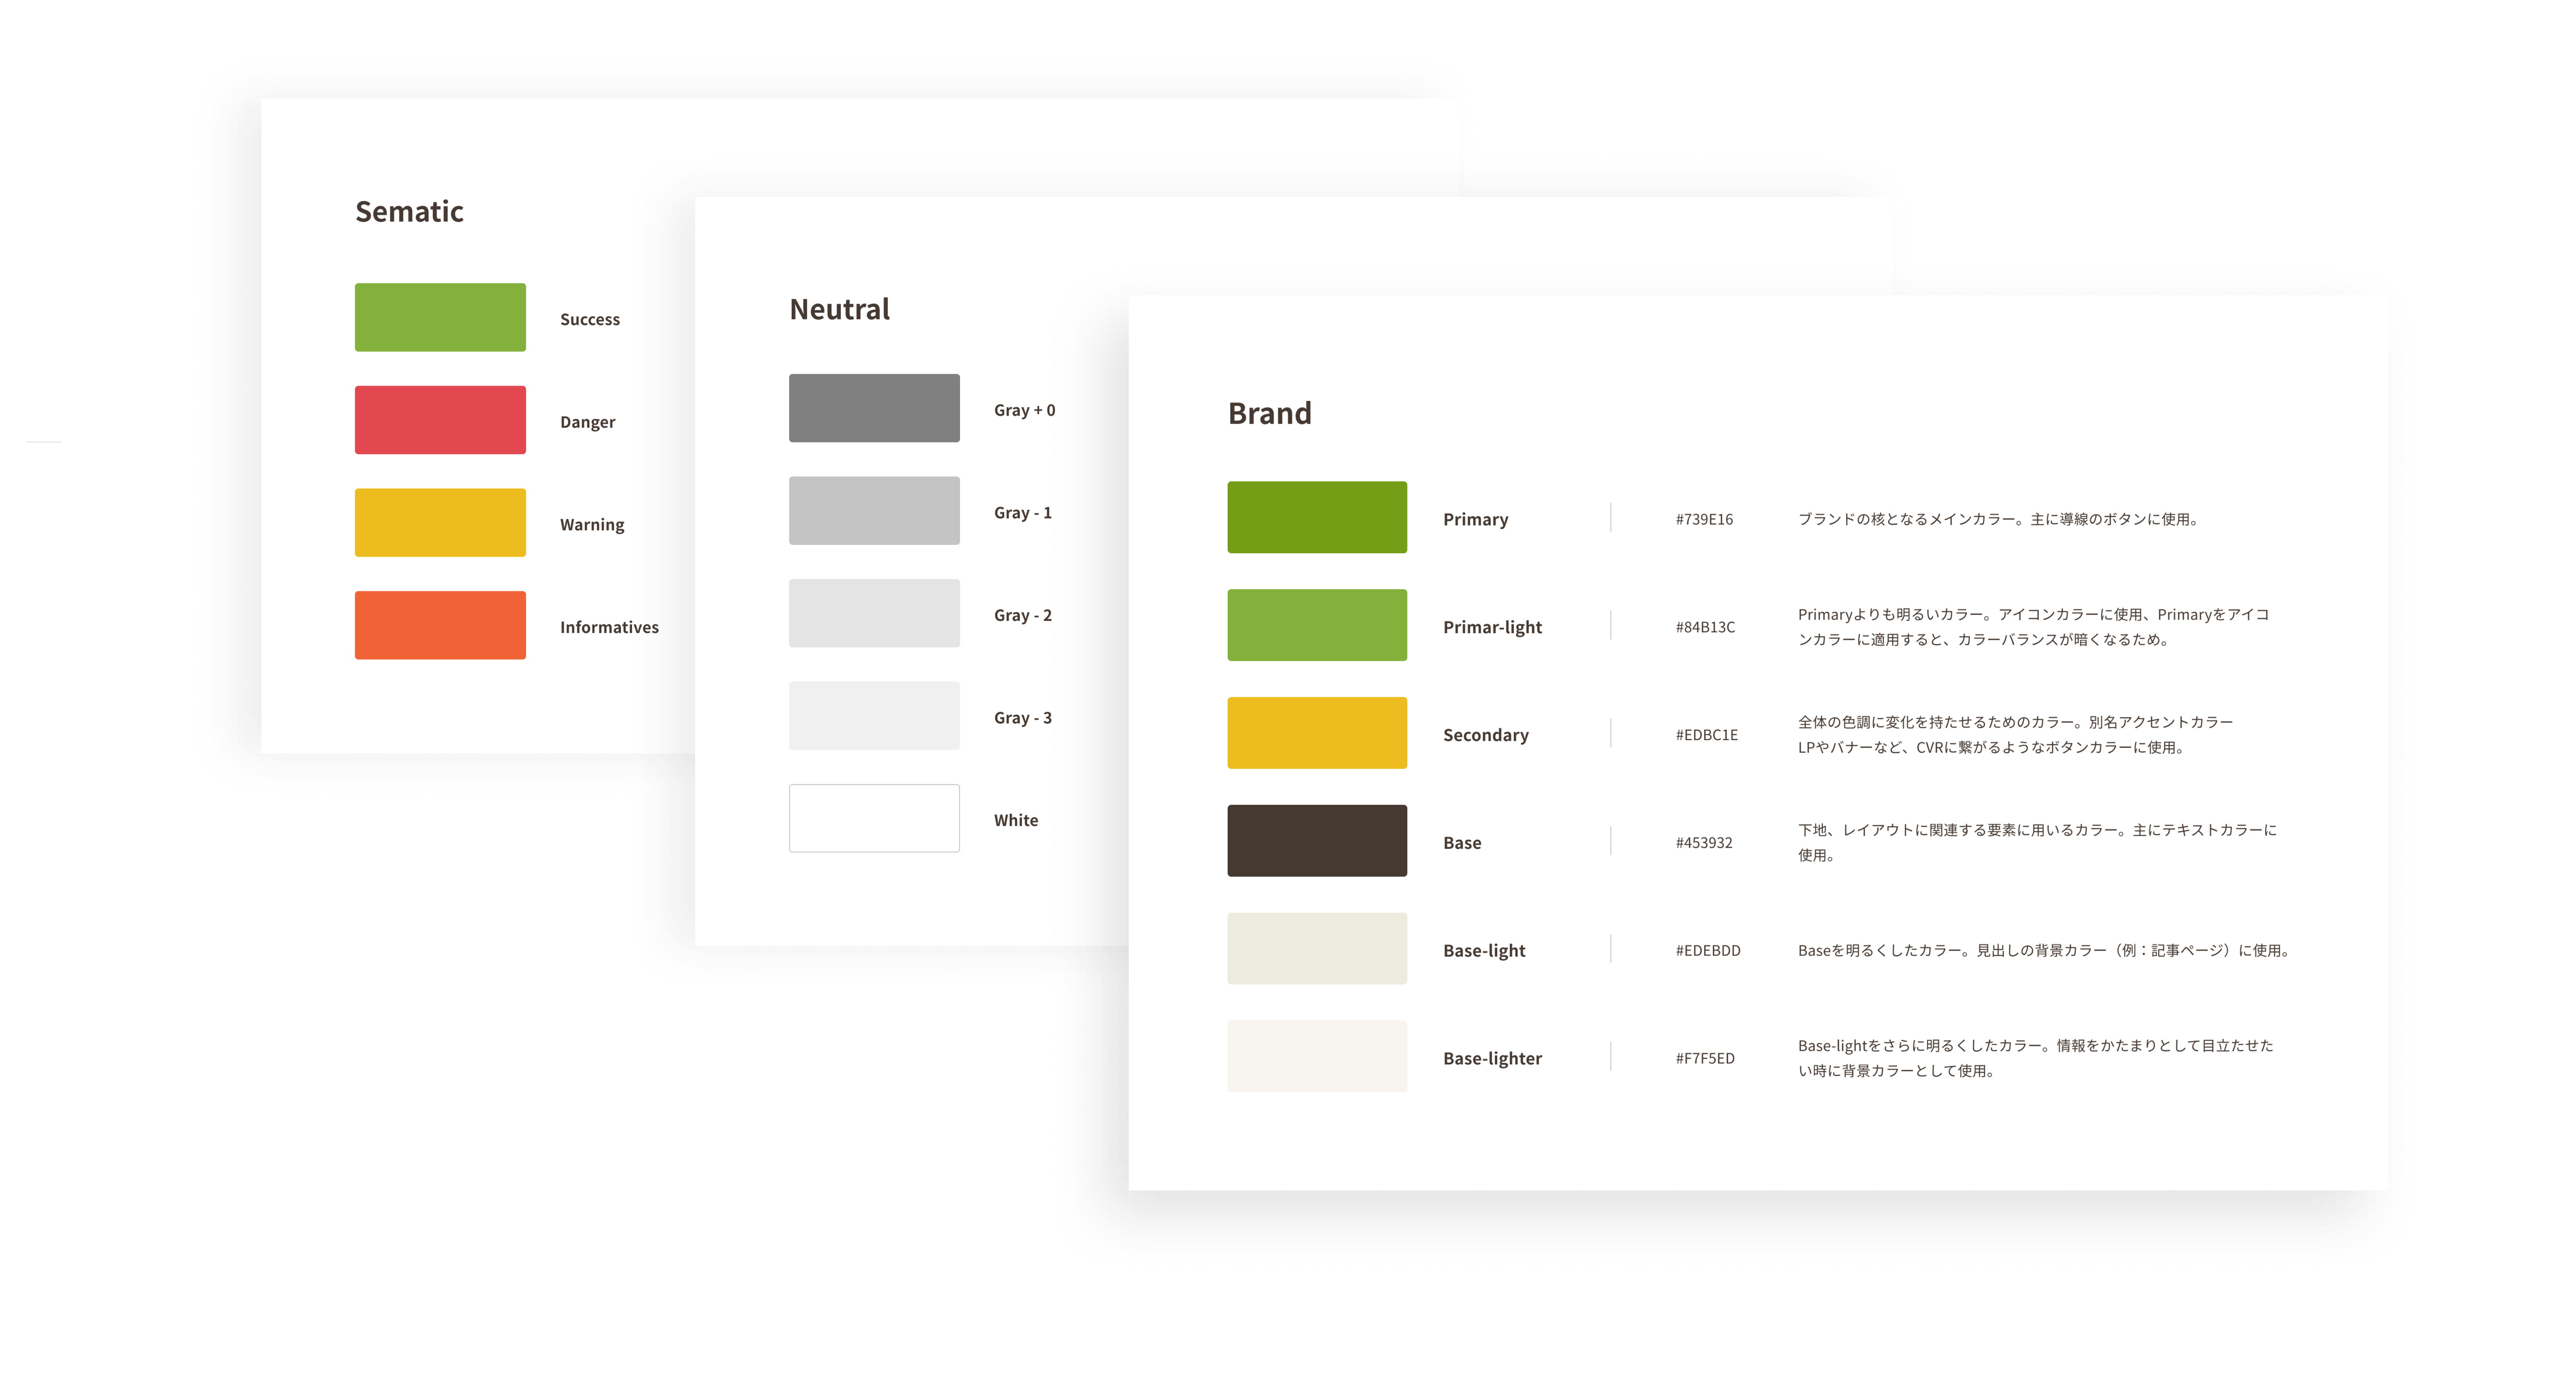 Sematic
Success
Danger
Warning
Informatives
Neutral
Gray + 0
Gray - 1
Gray - 2
Gray - 3
White
Brand
Primary
#739E16
ブランドの核となるメインカラー。主に導線のボタンに使用。
Primar-light
#84B13C
Primaryよりも明るいカラー。アイコンカラーに使用、Primaryをアイコ
ンカラーに適用すると、カラーバランスが暗くなるため。
Secondary
#EDBC1E
全体の色調に変化を持たせるためのカラー。別名アクセントカラー
LPやバナーなど、CVRに繋がるようなボタンカラーに使用。
Base
#453932
下地、レイアウトに関連する要素に用いるカラー。主にテキストカラーに
使用。
Base-light
#EDEBDD
Baseを明るくしたカラー。見出しの背景カラー（例：記事ページ）に使用。
Base-lighter
#F7F5ED
Base-lightをさらに明るくしたカラー。情報をかたまりとして目立たせた
い時に背景カラーとして使用。